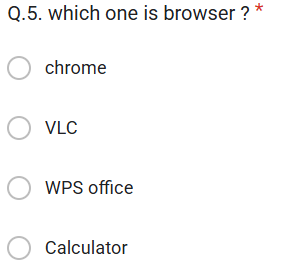 Q.5. which one is browser ? *
chrome
VLC
WPS office
Calculator